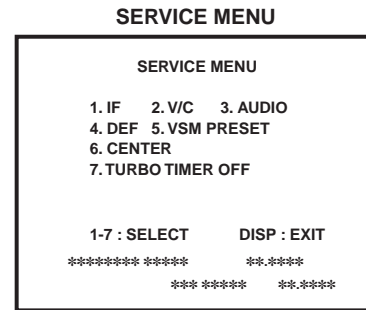 SERVICE MENU
SERVICE MENU
1. IF 2. V/C 3. AUDIO
4. DEF 5. VSM PRESET
6. CENTER
7. TURBO TIMER OFF
1-7 : SELECT DISP : EXIT
******** ***** **.****
*** ***** **.****